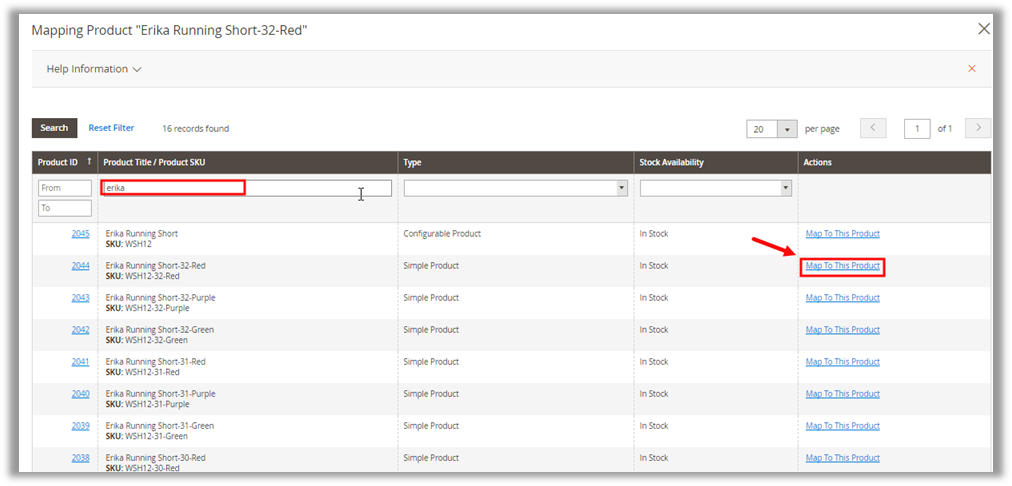 Mapping Product "Erika Running Short-32-Red"
Help Information
Search Reset Filter 16 records found 20 per page 1 of 1
Product ID ↑ Product Title / Product SKU Type Stock Availability Actions
From erika
To
2045 Erika Running Short Configurable Product In Stock Map To This Product
SKU: WSH12
2044 Erika Running Short-32-Red Simple Product In Stock Map To This Product
SKU: WSH12-32-Red
2043 Erika Running Short-32-Purple Simple Product In Stock Map To This Product
SKU: WSH12-32-Purple
2042 Erika Running Short-32-Green Simple Product In Stock Map To This Product
SKU: WSH12-32-Green
2041 Erika Running Short-31-Red Simple Product In Stock Map To This Product
SKU: WSH12-31-Red
2040 Erika Running Short-31-Purple Simple Product In Stock Map To This Product
SKU: WSH12-31-Purple
2039 Erika Running Short-31-Green Simple Product In Stock Map To This Product
SKU: WSH12-31-Green
2038 Erika Running Short-30-Red Simple Product In Stock Map To This Product
SKU: WSH12-30-Red